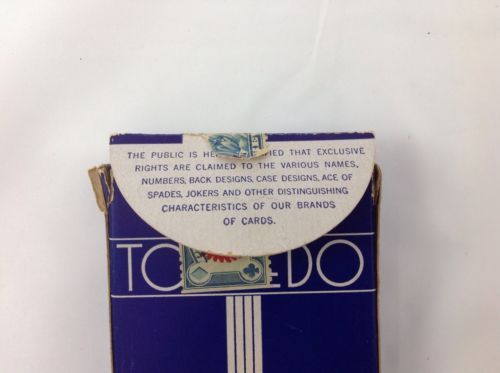 THE PUBLIC IS HE IED THAT EXCLUSIVE
RIGHTS ARE CLAIMED TO THE VARIOUS NAMES,
NUMBERS, BACK DESIGNS, CASE DESIGNS, ACE OF
SPADES, JOKERS AND OTHER DISTINGUISHING
CHARACTERISTICS OF OUR BRANDS
OF CARDS.
TO EDO